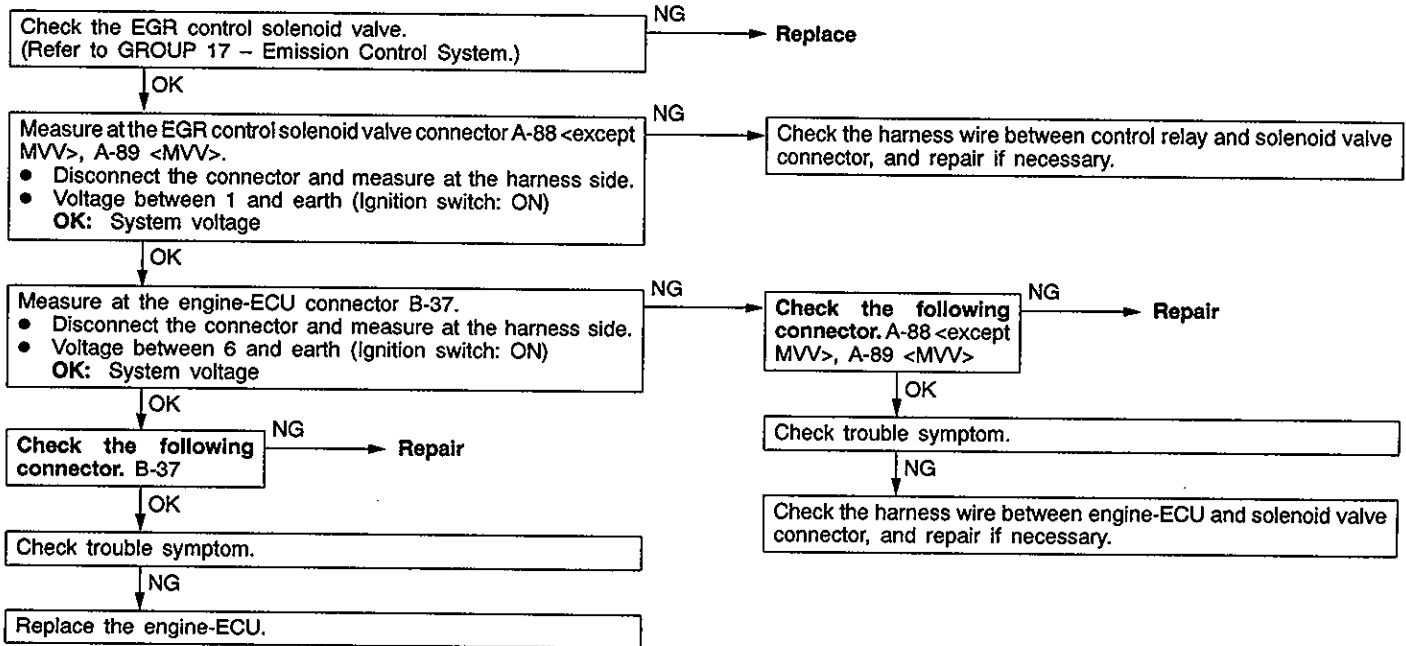 Check the EGR control solenoid valve.
(Refer to GROUP 17 – Emission Control System.)
NG
Replace
OK
Measure at the EGR control solenoid valve connector A-88 <except
MVV>, A-89 <MVV>.
● Disconnect the connector and measure at the harness side.
● Voltage between 1 and earth (Ignition switch: ON)
OK: System voltage
NG
Check the harness wire between control relay and solenoid valve
connector, and repair if necessary.
OK
Measure at the engine-ECU connector B-37.
● Disconnect the connector and measure at the harness side.
● Voltage between 6 and earth (Ignition switch: ON)
OK: System voltage
NG
Check the following
connector. A-88 <except
MVV>, A-89 <MVV>
NG
Repair
OK
Check the following
connector. B-37
NG
Repair
OK
Check trouble symptom.
NG
Replace the engine-ECU.
OK
Check trouble symptom.
NG
Check the harness wire between engine-ECU and solenoid valve
connector, and repair if necessary.